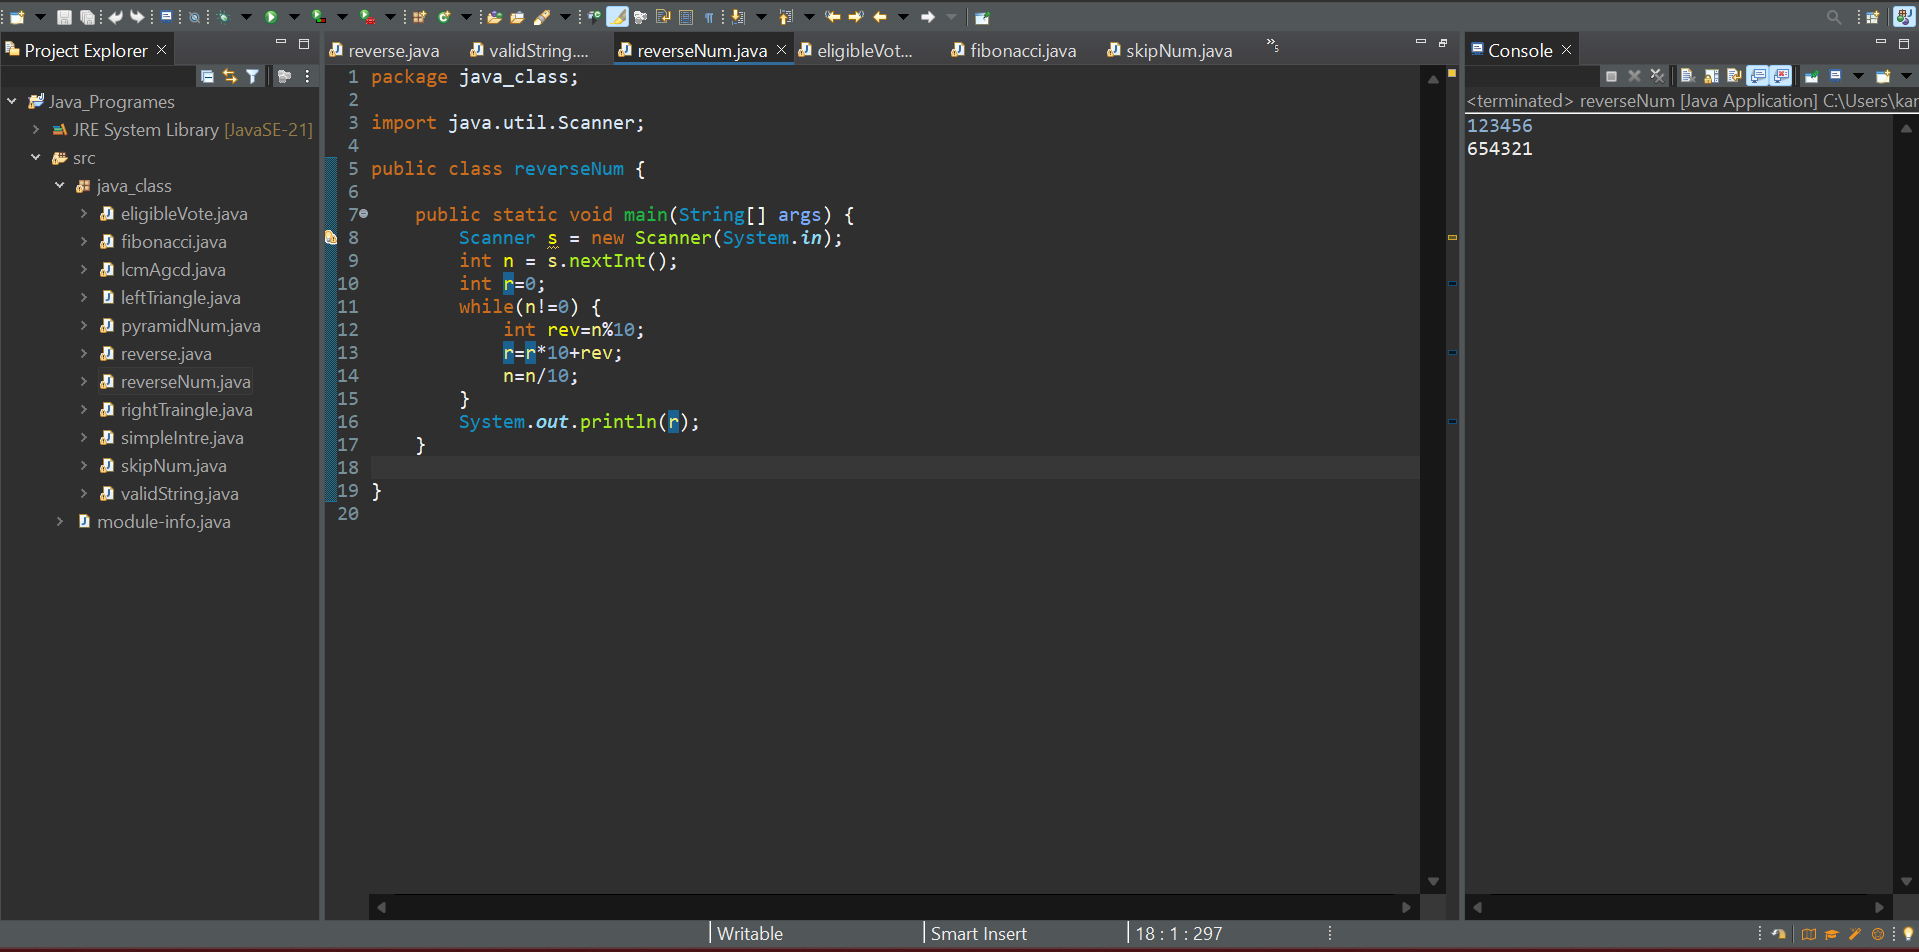 Project Explorer
Java_Programes
JRE System Library [JavaSE-21]
src
java_class
eligibleVote.java
fibonacci.java
lcmAgcd.java
leftTriangle.java
pyramidNum.java
reverse.java
reverseNum.java
rightTraingle.java
simpleIntre.java
skipNum.java
validString.java
module-info.java
reverse.java validString.... reverseNum.java eligibleVot... fibonacci.java skipNum.java »5
1 package java_class;
2
3 import java.util.Scanner;
4
5 public class reverseNum {
6
7 public static void main(String[] args) {
8 Scanner s = new Scanner(System.in);
9 int n = s.nextInt();
10 int r=0;
11 while(n!=0) {
12 int rev=n%10;
13 r=r*10+rev;
14 n=n/10;
15 }
16 System.out.println(r);
17 }
18
19 }
20
Console
<terminated> reverseNum [Java Application] C:\Users\kar
123456
654321
Writable Smart Insert 18 : 1 : 297